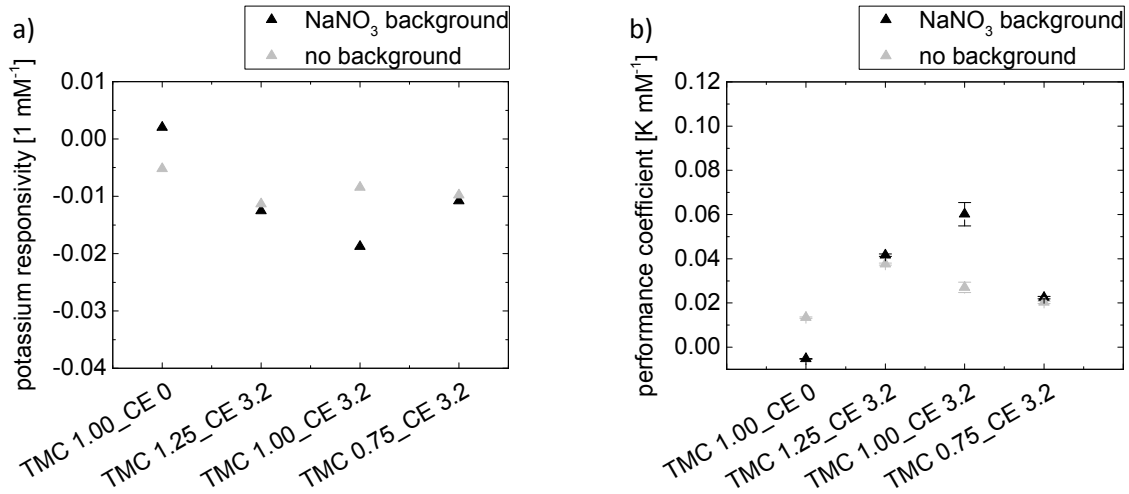 a)
NaNO₃ background
no background
potassium responsivity [1 mM⁻¹]
0.01
0.00
-0.01
-0.02
-0.03
-0.04
TMC 1.00_CE 0
TMC 1.25_CE 3.2
TMC 1.00_CE 3.2
TMC 0.75_CE 3.2
b)
NaNO₃ background
no background
performance coefficient [K mM⁻¹]
0.12
0.10
0.08
0.06
0.04
0.02
0.00
TMC 1.00_CE 0
TMC 1.25_CE 3.2
TMC 1.00_CE 3.2
TMC 0.75_CE 3.2